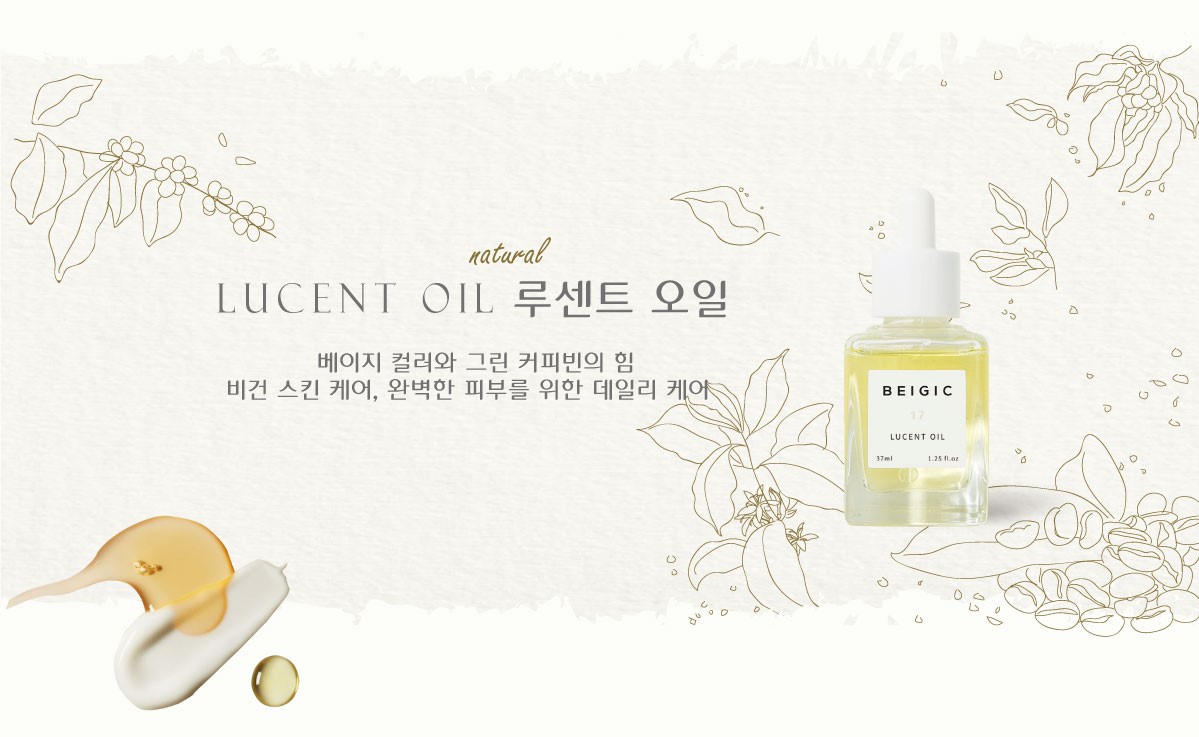 natural
LUCENT OIL 루센트 오일
베이지 컬러와 그린 커피빈의 힘
비건 스킨 케어, 완벽한 피부를 위한 데일리 케어
BEIGIC
17
LUCENT OIL
37ml 1.25 fl.oz